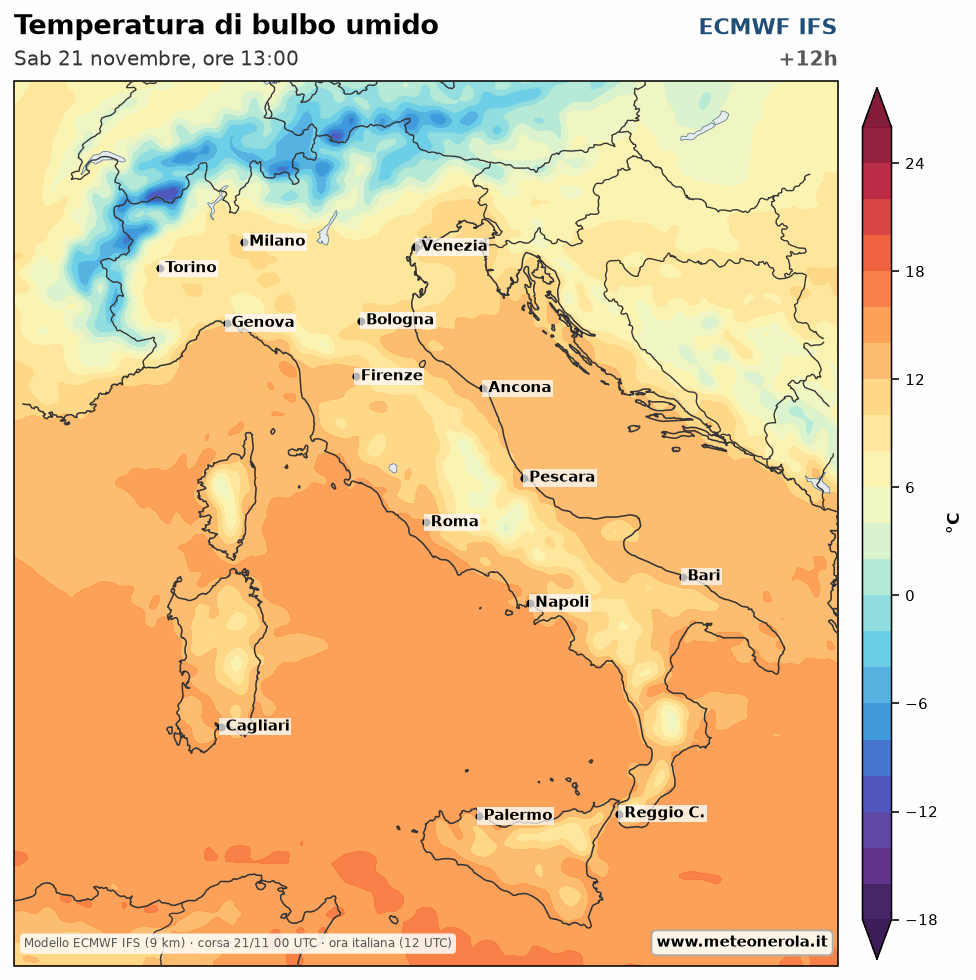 Temperatura di bulbo umido
ECMWF IFS
Sab 21 novembre, ore 13:00
+12h
Milano
Venezia
Torino
Genova
Bologna
Firenze
Ancona
Pescara
Roma
Bari
Napoli
Cagliari
Palermo
Reggio C.
24
18
12
6
0
−6
−12
−18
°C
Modello ECMWF IFS (9 km) · corsa 21/11 00 UTC · ora italiana (12 UTC)
www.meteonerola.it